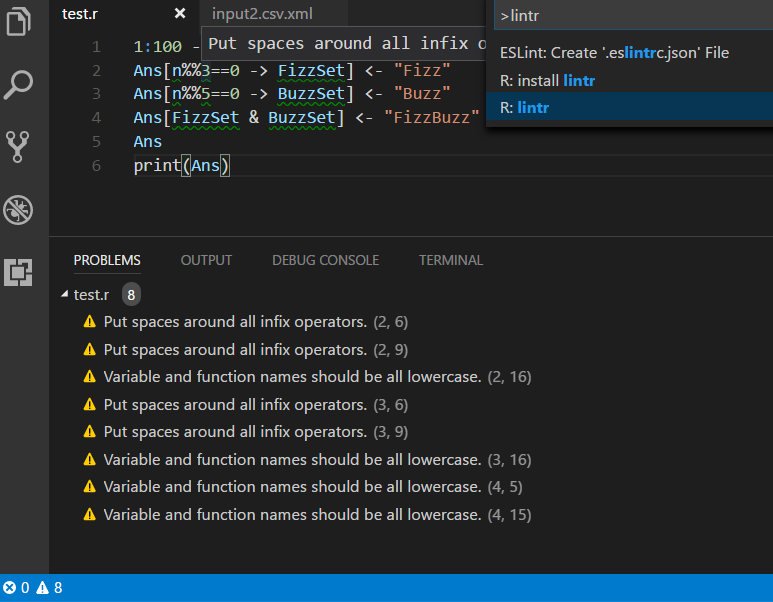 test.r
input2.csv.xml
>lintr
ESLint: Create '.eslintrc.json' File
R: install lintr
R: lintr
Put spaces around all infix o
1 1:100 -
2 Ans[n%%3==0 -> FizzSet] <- "Fizz"
3 Ans[n%%5==0 -> BuzzSet] <- "Buzz"
4 Ans[FizzSet & BuzzSet] <- "FizzBuzz"
5 Ans
6 print(Ans)
PROBLEMS OUTPUT DEBUG CONSOLE TERMINAL
test.r 8
Put spaces around all infix operators. (2, 6)
Put spaces around all infix operators. (2, 9)
Variable and function names should be all lowercase. (2, 16)
Put spaces around all infix operators. (3, 6)
Put spaces around all infix operators. (3, 9)
Variable and function names should be all lowercase. (3, 16)
Variable and function names should be all lowercase. (4, 5)
Variable and function names should be all lowercase. (4, 15)
0 8